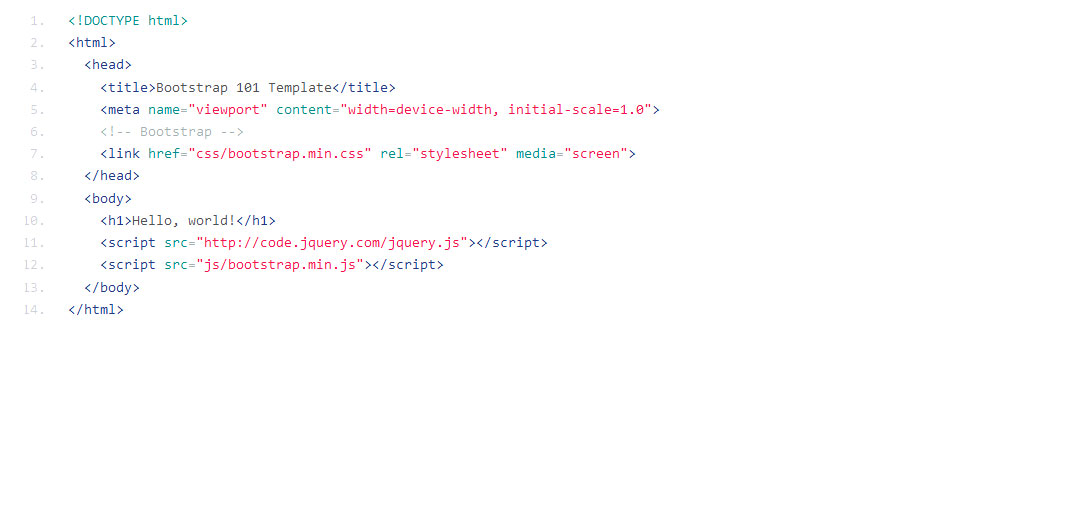 1. <!DOCTYPE html>
2. <html>
3.   <head>
4.     <title>Bootstrap 101 Template</title>
5.     <meta name="viewport" content="width=device-width, initial-scale=1.0">
6.     <!-- Bootstrap -->
7.     <link href="css/bootstrap.min.css" rel="stylesheet" media="screen">
8.   </head>
9.   <body>
10.     <h1>Hello, world!</h1>
11.     <script src="http://code.jquery.com/jquery.js"></script>
12.     <script src="js/bootstrap.min.js"></script>
13.   </body>
14. </html>